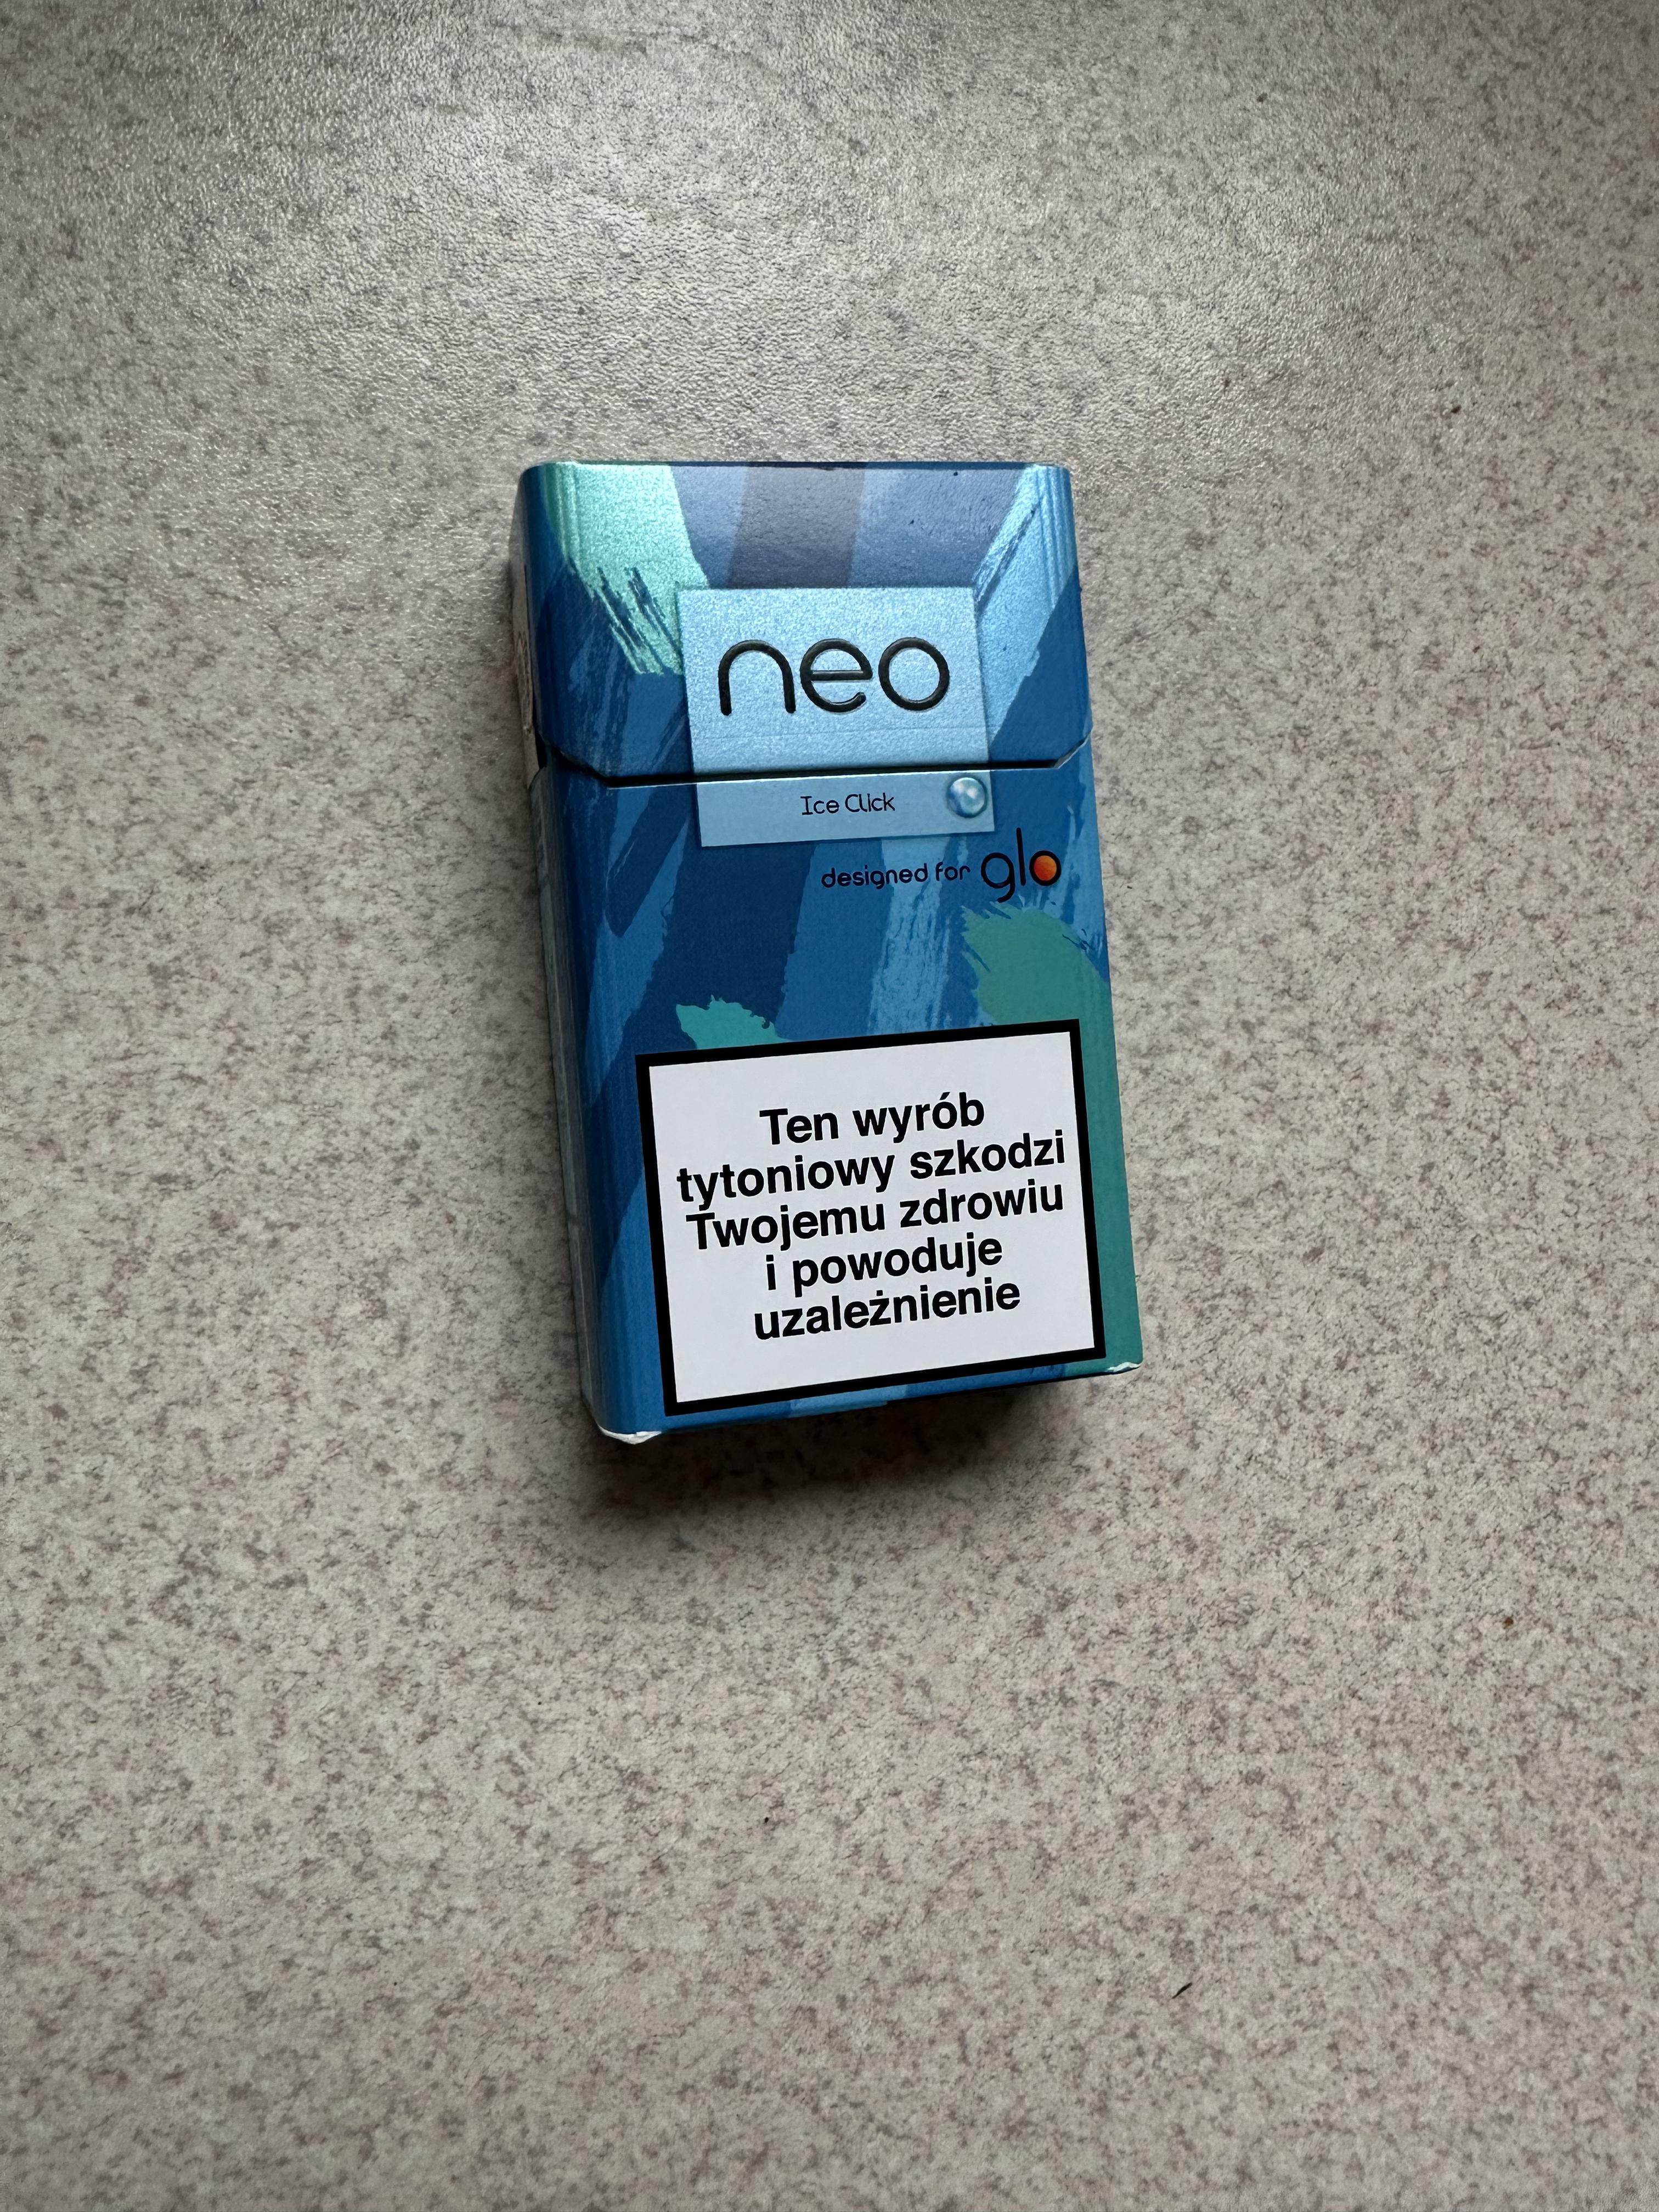 neo
Ice Click
designed for glo
Ten wyrób
tytoniowy szkodzi
Twojemu zdrowiu
i powoduje
uzależnienie